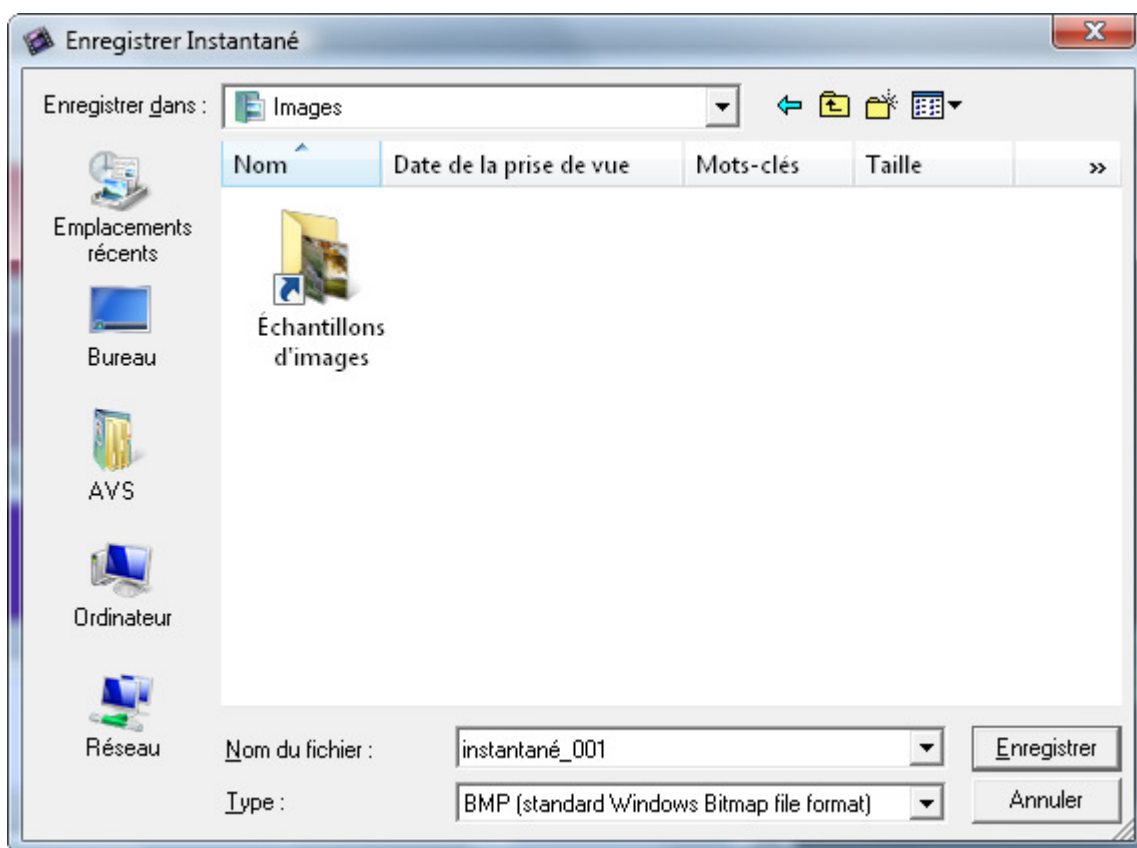 Enregistrer Instantané
Enregistrer dans :
Images
Nom
Date de la prise de vue
Mots-clés
Taille
»
Emplacements
récents
Bureau
AVS
Ordinateur
Réseau
Échantillons
d'images
Nom du fichier :
instantané_001
Enregistrer
Type :
BMP (standard Windows Bitmap file format)
Annuler